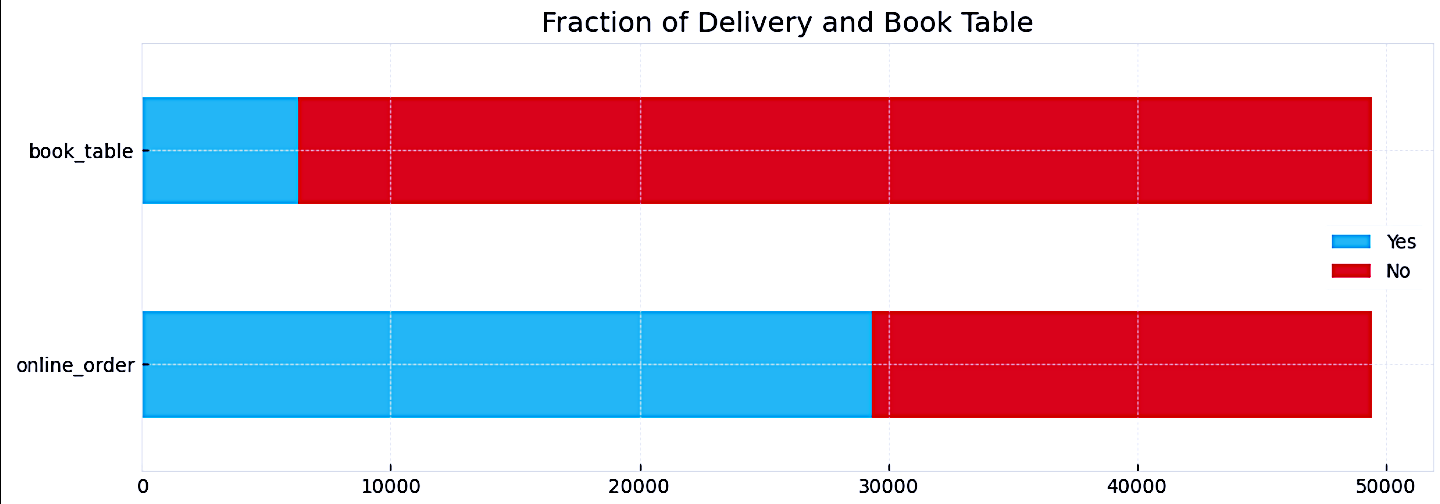 Fraction of Delivery and Book Table
book_table
Yes
No
online_order
0 10000 20000 30000 40000 50000